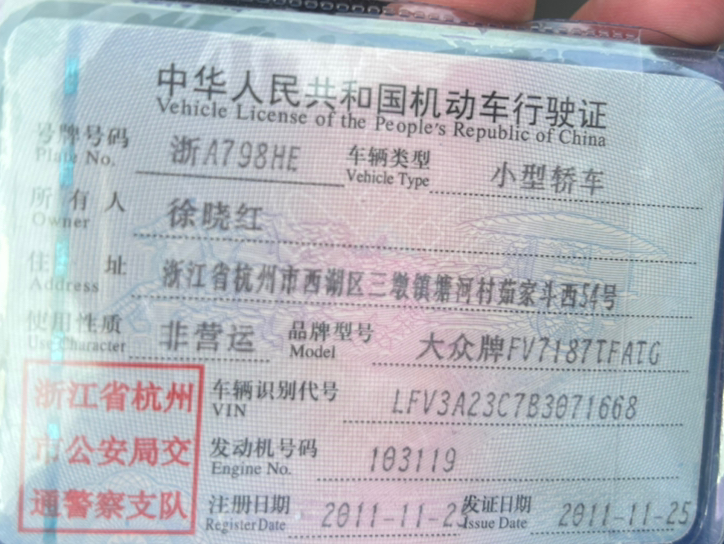 中华人民共和国机动车行驶证
Vehicle License of the People's Republic of China
号牌号码 浙A798HE 车辆类型 小型轿车
Plate No. Vehicle Type
所有人 徐晓红
Owner
住址 浙江省杭州市西湖区三墩镇塘河村茹家斗西54号
Address
使用性质 非营运 品牌型号 大众牌FV7187TFATG
Use Character Model
浙江省杭州 车辆识别代号 LFV3A23C7B3071668
VIN
市公安局交 发动机号码 103119
Engine No.
通警察支队 注册日期 2011-11-25 发证日期 2011-11-25
Register Date Issue Date